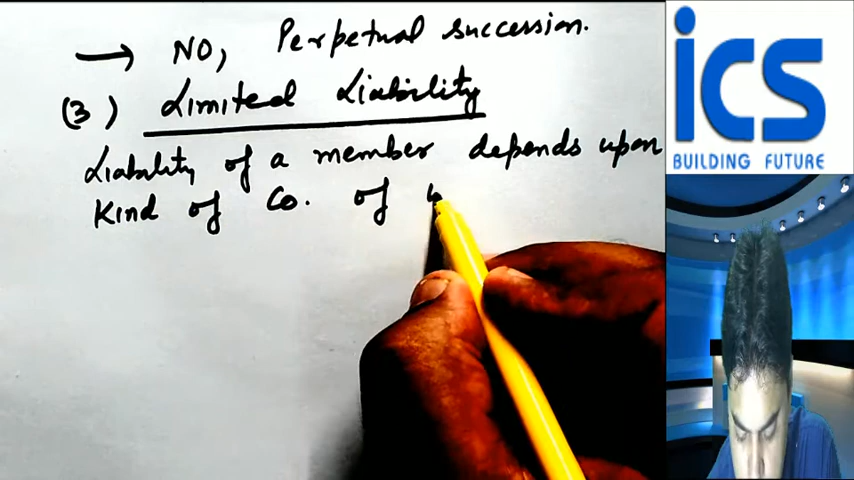 → NO, Perpetual succession.
(3) Limited Liability
Liability of a member depends upon
Kind of Co. of
ics
BUILDING FUTURE